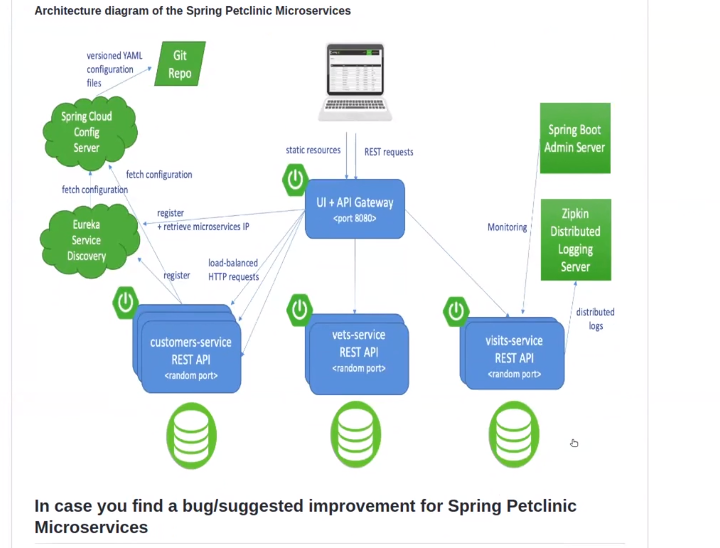 Architecture diagram of the Spring Petclinic Microservices
versioned YAML
configuration
files
Git
Repo
Spring Cloud
Config
Server
static resources
REST requests
Spring Boot
Admin Server
fetch configuration
fetch configuration
UI + API Gateway
<port 8080>
register
+ retrieve microservices IP
Eureka
Service
Discovery
Monitoring
Zipkin
Distributed
Logging
Server
load-balanced
HTTP requests
register
distributed
logs
customers-service
REST API
<random port>
vets-service
REST API
<random port>
visits-service
REST API
<random port>
In case you find a bug/suggested improvement for Spring Petclinic
Microservices